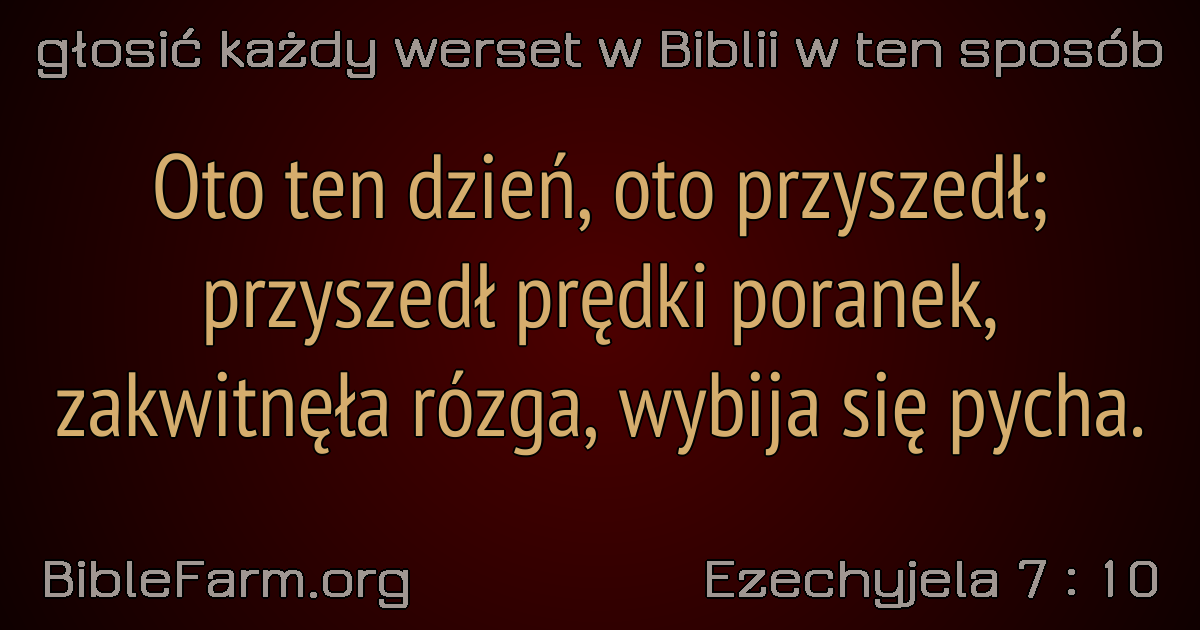 głosić każdy werset w Biblii w ten sposób
Oto ten dzień, oto przyszedł;
przyszedł prędki poranek,
zakwitnęła rózga, wybija się pycha.
BibleFarm.org
Ezechyjela 7 : 10